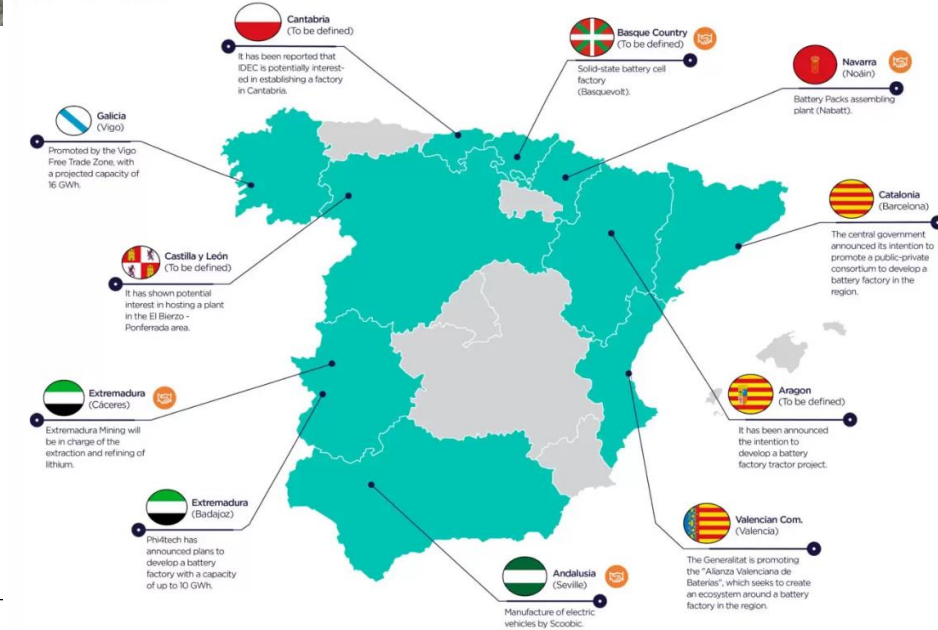 Cantabria
(To be defined)
It has been reported that
IDEC is potentially interest-
ed in establishing a factory
in Cantabria.
Basque Country
(To be defined)
Solid-state battery cell
factory
(Basquevolt).
Navarra
(Noáin)
Battery Packs assembling
plant (Nabatt).
Galicia
(Vigo)
Promoted by the Vigo
Free Trade Zone, with
a projected capacity of
16 GWh.
Catalonia
(Barcelona)
The central government
announced its intention to
promote a public-private
consortium to develop a
battery factory in the
region.
Castilla y León
(To be defined)
It has shown potential
interest in hosting a plant
in the El Bierzo -
Ponferrada area.
Extremadura
(Cáceres)
Extremadura Mining will
be in charge of the
extraction and refining of
lithium.
Aragon
(To be defined)
It has been announced
the intention to
develop a battery
factory tractor project.
Extremadura
(Badajoz)
Phi4tech has
announced plans to
develop a battery
factory with a capacity
of up to 10 GWh.
Valencian Com.
(Valencia)
The Generalitat is promoting
the "Alianza Valenciana de
Baterías", which seeks to create
an ecosystem around a battery
factory in the region.
Andalusia
(Seville)
Manufacture of electric
vehicles by Scoobic.